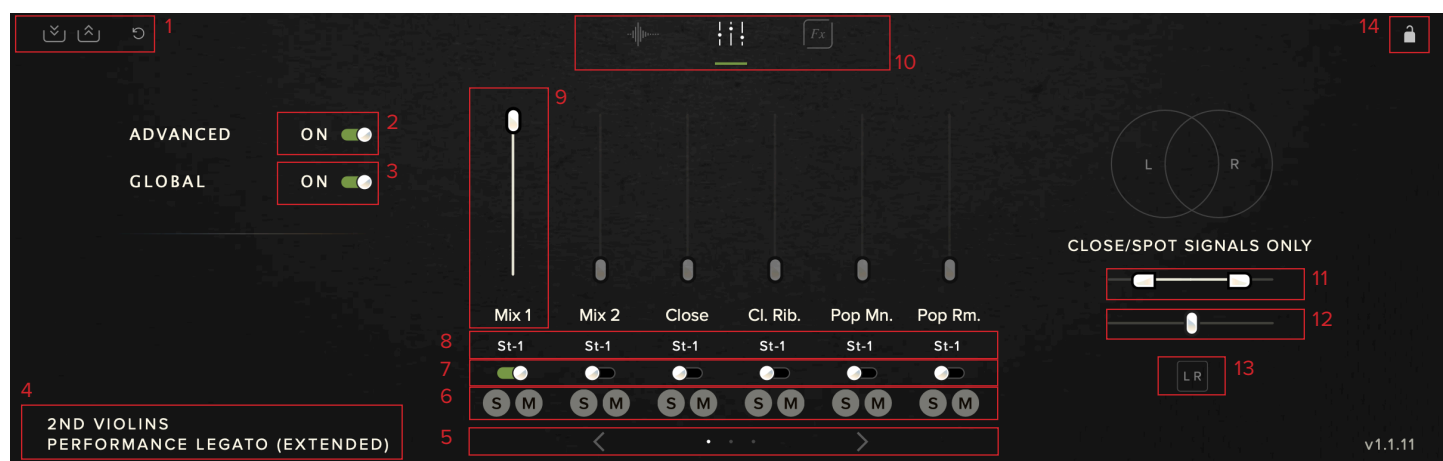 1
Fx
10
14
ADVANCED ON 2
GLOBAL ON 3
9
L R
CLOSE/SPOT SIGNALS ONLY
11
12
Mix 1 Mix 2 Close Cl. Rib. Pop Mn. Pop Rm.
8 St-1 St-1 St-1 St-1 St-1 St-1
7
6 S M S M S M S M S M S M
5
LR 13
4
2ND VIOLINS
PERFORMANCE LEGATO (EXTENDED)
v1.1.11